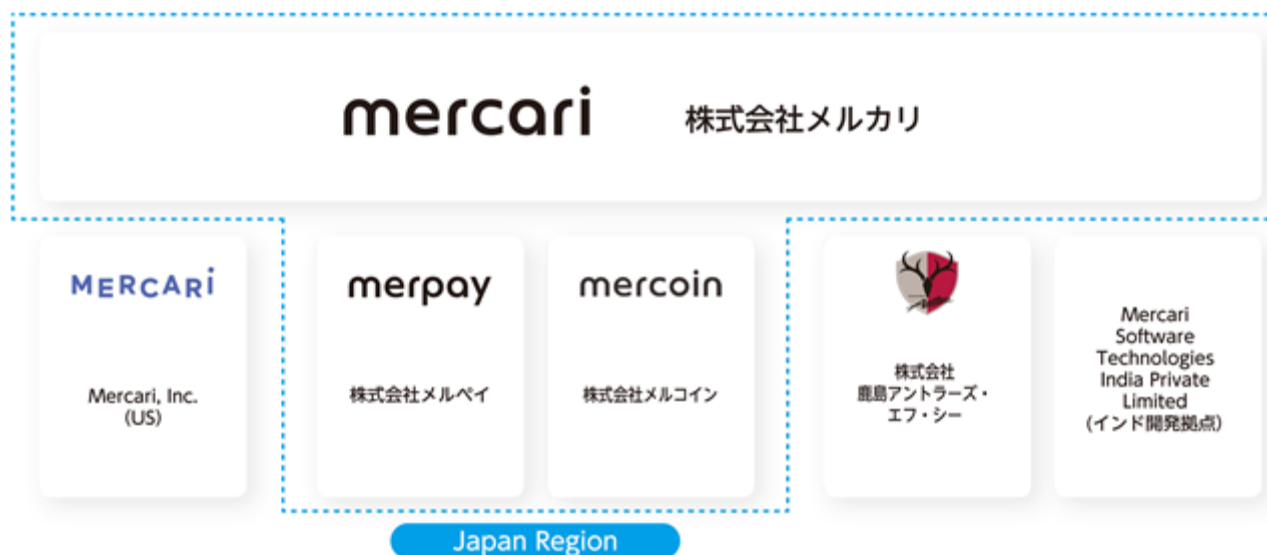 mercari 株式会社メルカリ
MERCARI
Mercari, Inc.
(US)
merpay
株式会社メルペイ
mercoin
株式会社メルコイン
株式会社
鹿島アントラーズ・
エフ・シー
Mercari
Software
Technologies
India Private
Limited
(インド開発拠点)
Japan Region